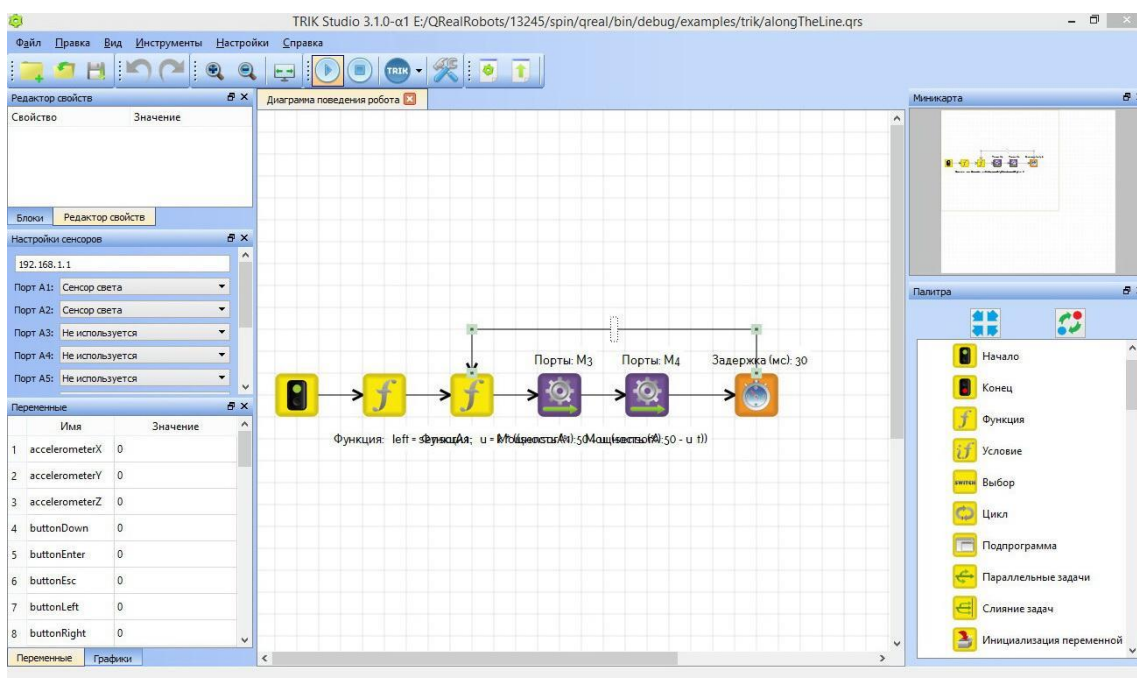 TRIK Studio 3.1.0-α1 E:/QRealRobots/13245/spin/qreal/bin/debug/examples/trik/alongTheLine.qrs
Файл Правка Вид Инструменты Настройки Справка
TRIK
Редактор свойств
Свойство Значение
Блоки Редактор свойств
Настройки сенсоров
192.168.1.1
Порт A1: Сенсор света
Порт A2: Сенсор света
Порт A3: Не используется
Порт A4: Не используется
Порт A5: Не используется
Переменные
Имя Значение
1 accelerometerX 0
2 accelerometerY 0
3 accelerometerZ 0
4 buttonDown 0
5 buttonEnter 0
6 buttonEsc 0
7 buttonLeft 0
8 buttonRight 0
Переменные Графики
Диаграмма поведения робота
Порты: M3 Порты: M4 Задержка (мс): 30
Функция: left =
Миникарта
Палитра
Начало
Конец
Функция
Условие
SWITCH Выбор
Цикл
Подпрограмма
Параллельные задачи
Слияние задач
Инициализация переменной